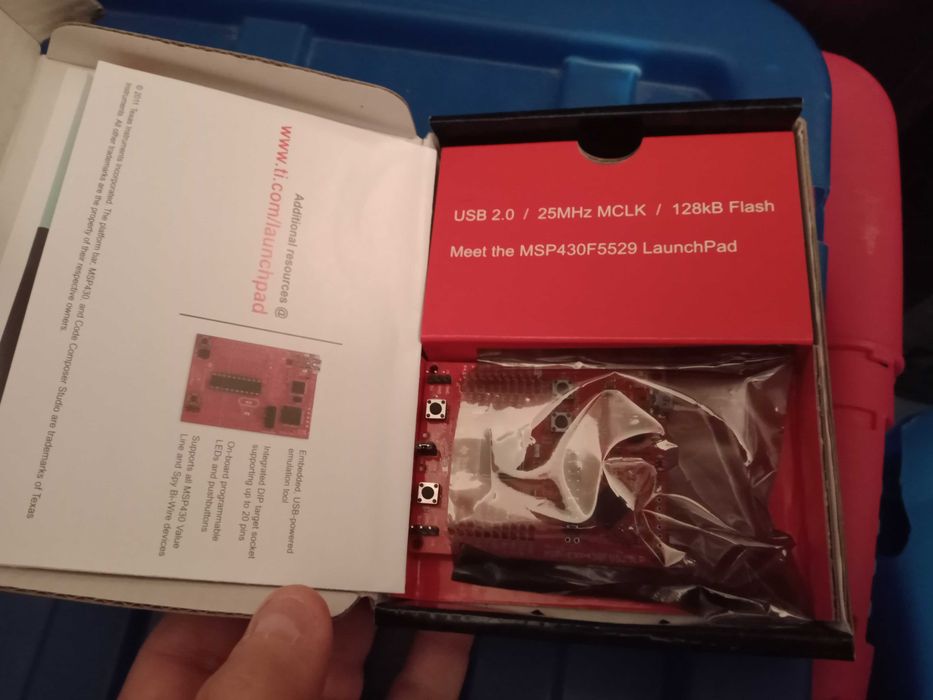 USB 2.0 / 25MHz MCLK / 128kB Flash
Meet the MSP430F5529 LaunchPad
Additional resources @
www.ti.com/launchpad
Embedded, USB-powered
emulation tool
Integrated DIP target socket
supporting up to 20 pins
On-board programmable
LEDs and pushbuttons
Supports all MSP430 Value
Line and Spy Bi-Wire devices
© 2011 Texas Instruments Incorporated. The platform bar, MSP430, and Code Composer Studio are trademarks of Texas
Instruments. All other trademarks are the property of their respective owners.